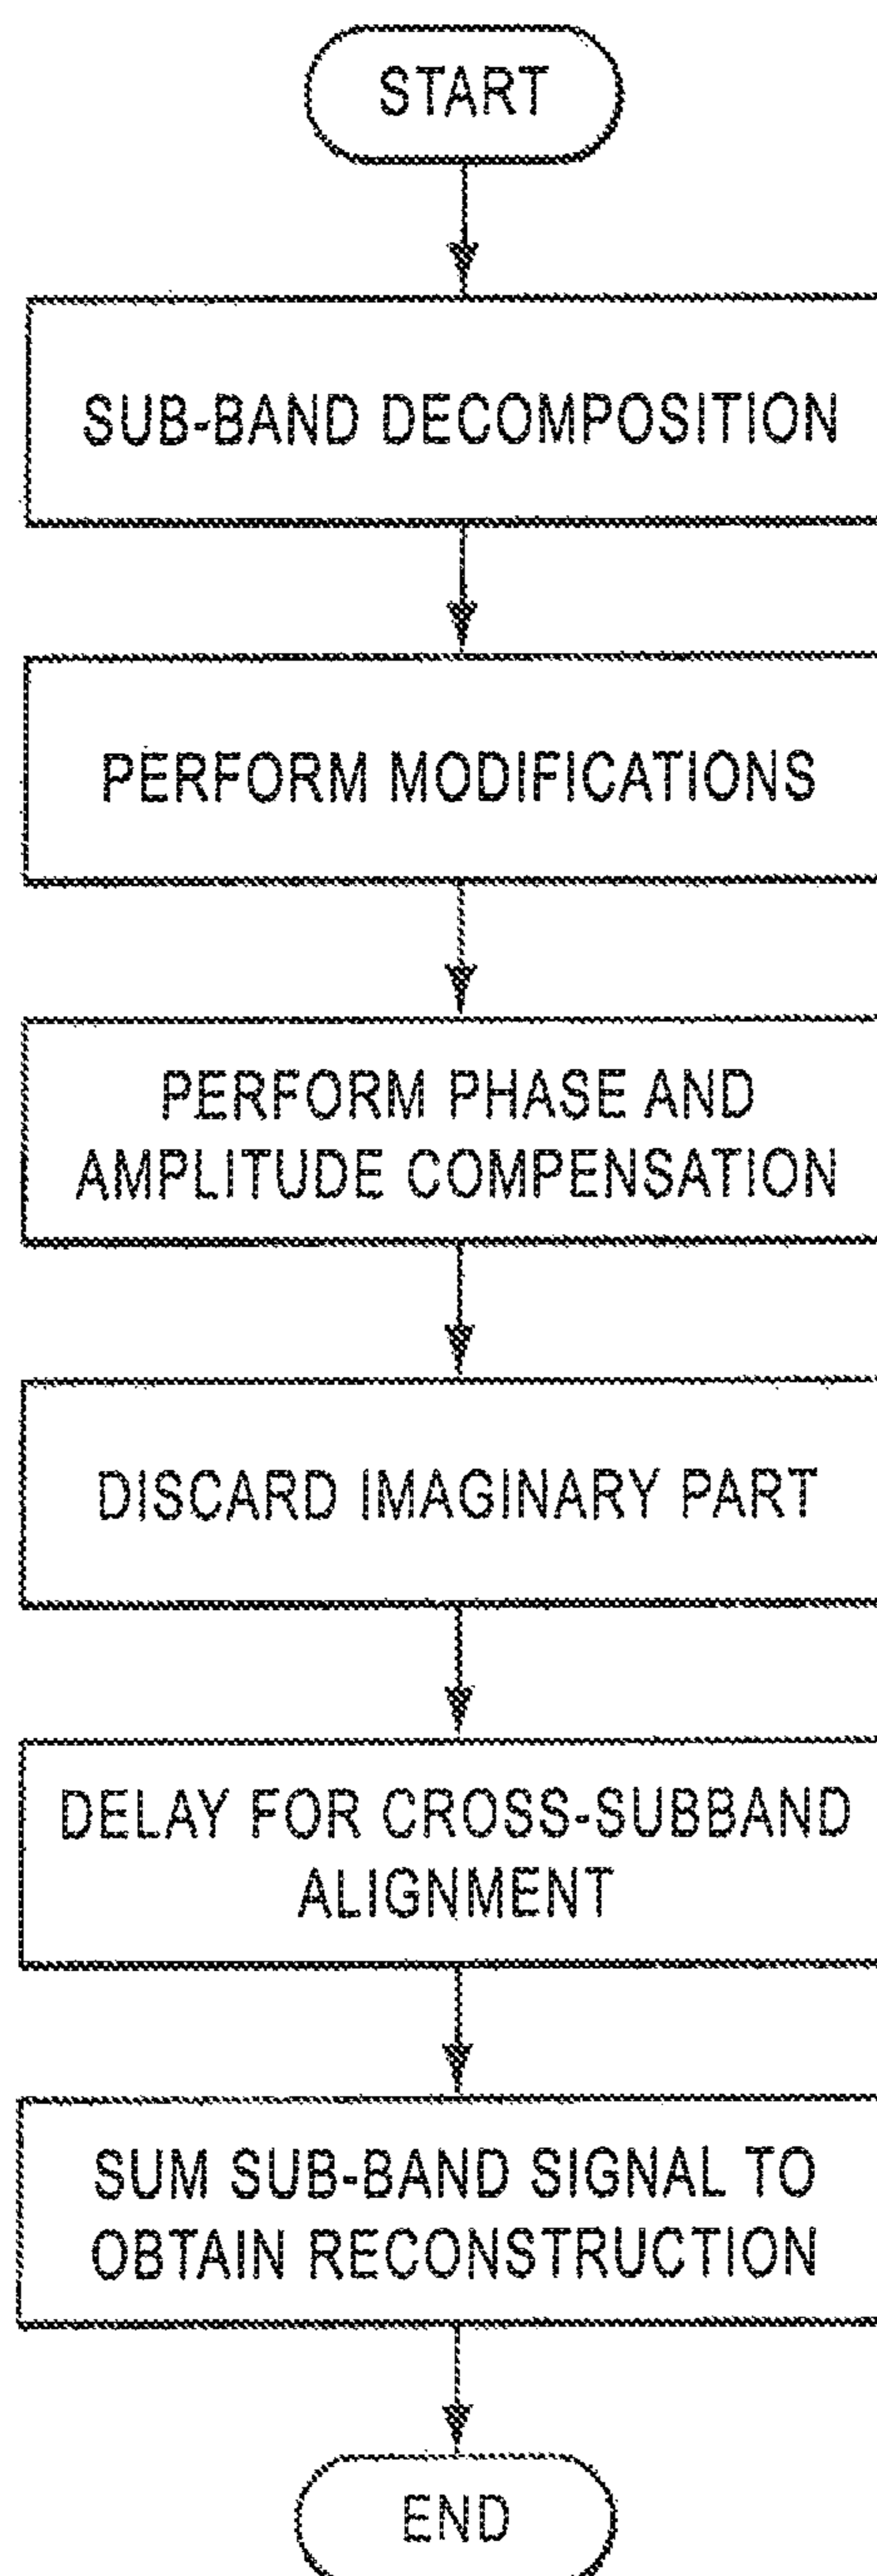 START
SUB-BAND DECOMPOSITION
PERFORM MODIFICATIONS
PERFORM PHASE AND
AMPLITUDE COMPENSATION
DISCARD IMAGINARY PART
DELAY FOR CROSS-SUBBAND
ALIGNMENT
SUM SUB-BAND SIGNAL TO
OBTAIN RECONSTRUCTION
END